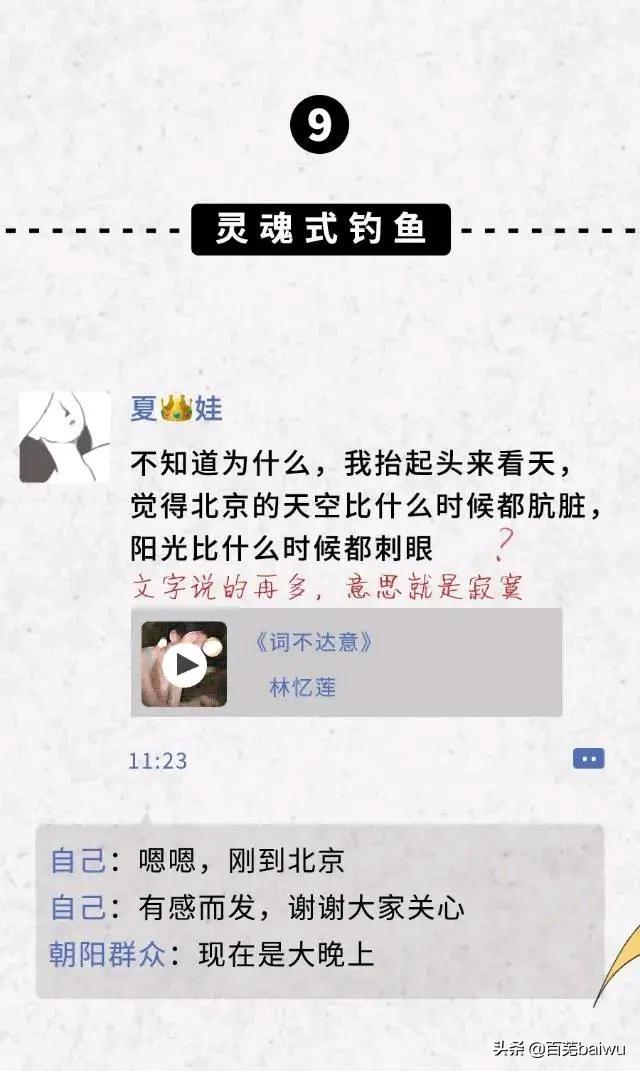 9
灵魂式钓鱼
夏👑娃
不知道为什么，我抬起头来看天，
觉得北京的天空比什么时候都肮脏，
阳光比什么时候都刺眼
？
文字说的再多，意思就是寂寞
《词不达意》
林忆莲
11:23
自己：嗯嗯，刚到北京
自己：有感而发，谢谢大家关心
朝阳群众：现在是大晚上
头条 @百芜baiwu